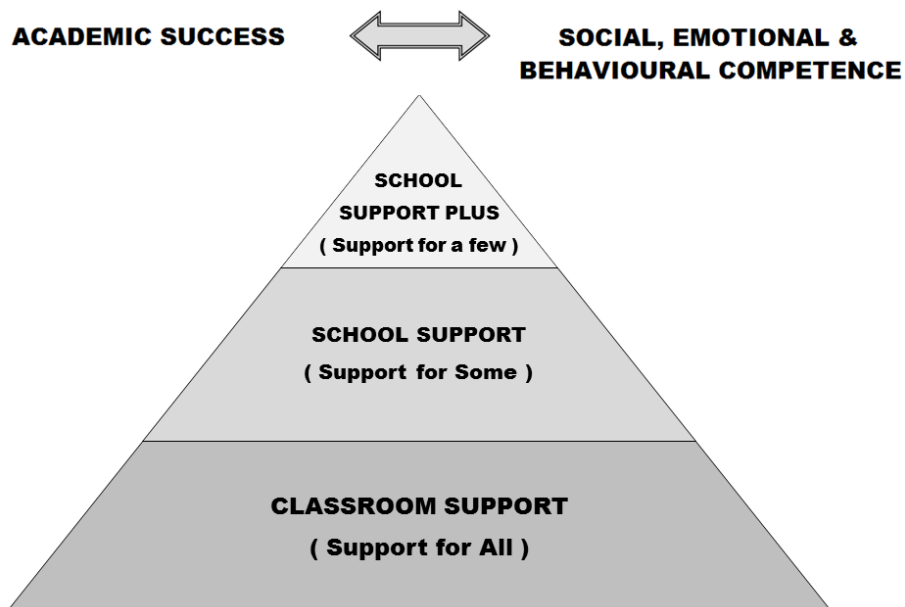 ACADEMIC SUCCESS
SOCIAL, EMOTIONAL &
BEHAVIOURAL COMPETENCE
SCHOOL
SUPPORT PLUS
( Support for a few )
SCHOOL SUPPORT
( Support for Some )
CLASSROOM SUPPORT
( Support for All )